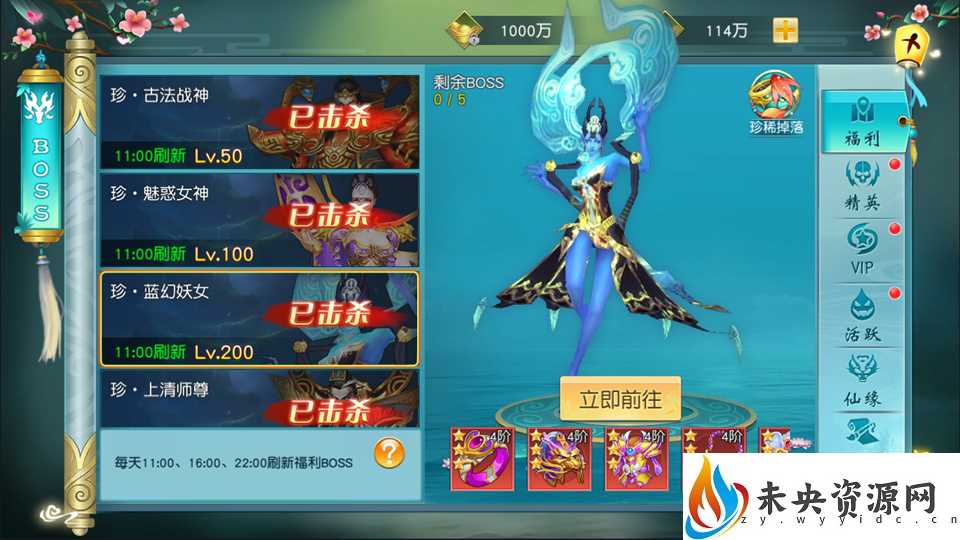 1000万
114万
BOSS
珍·古法战神
已击杀
11:00刷新 Lv.50
珍·魅惑女神
已击杀
11:00刷新 Lv.100
珍·蓝幻妖女
已击杀
11:00刷新 Lv.200
珍·上清师尊
已击杀
每天11:00、16:00、22:00刷新福利BOSS
?
剩余BOSS
0/5
珍稀掉落
立即前往
4阶
4阶
4阶
4阶
福利
精英
VIP
活跃
仙缘
未央资源网
zy.wyyidc.cn